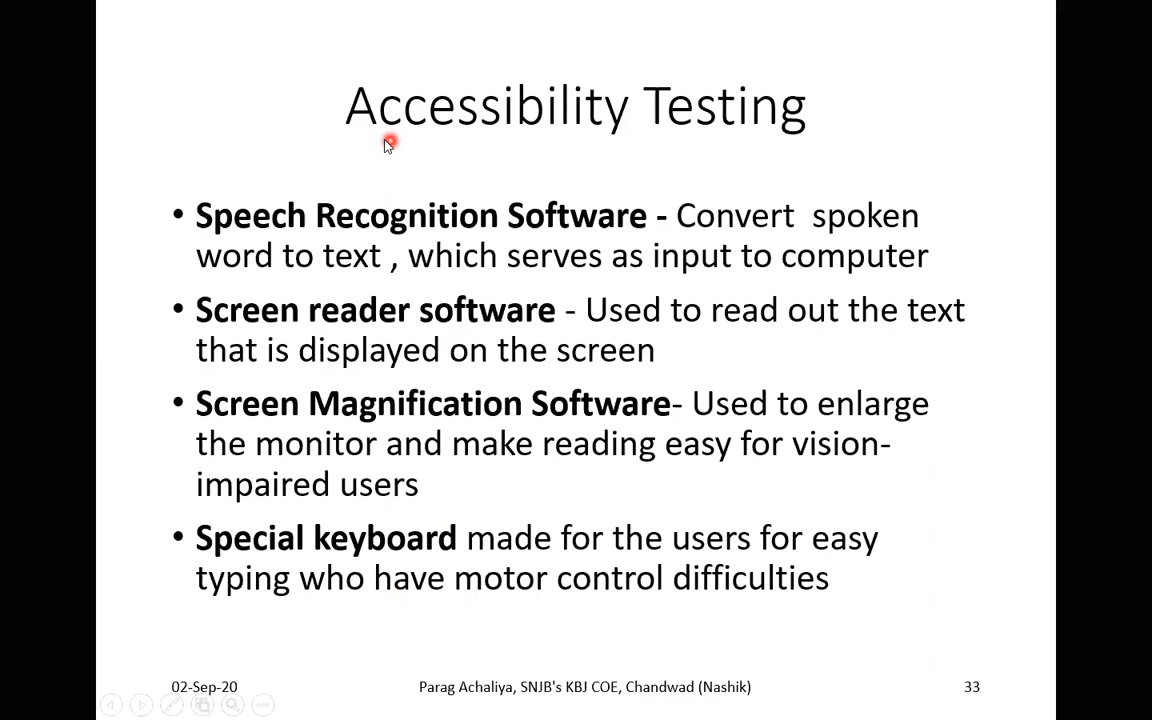 Accessibility Testing
• Speech Recognition Software - Convert  spoken
word to text , which serves as input to computer
• Screen reader software - Used to read out the text
that is displayed on the screen
• Screen Magnification Software- Used to enlarge
the monitor and make reading easy for vision-
impaired users
• Special keyboard made for the users for easy
typing who have motor control difficulties
02-Sep-20
Parag Achaliya, SNJB's KBJ COE, Chandwad (Nashik)
33